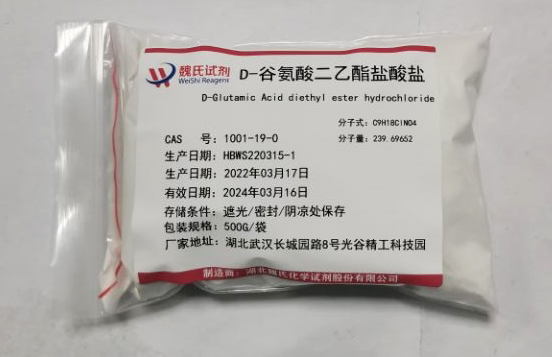 魏氏试剂
WeiShi Reagents
D-谷氨酸二乙酯盐酸盐
D-Glutamic Acid diethyl ester hydrochloride
分子式: C9H18ClNO4
CAS 号: 1001-19-0 分子量: 239.69652
生产日期: HBWS220315-1
生产日期: 2022年03月17日
有效日期: 2024年03月16日
存储条件: 遮光/密封/阴凉处保存
包装规格: 500G/袋
厂家地址: 湖北武汉长城园路8号光谷精工科技园
制造商: 湖北魏氏化学试剂股份有限公司